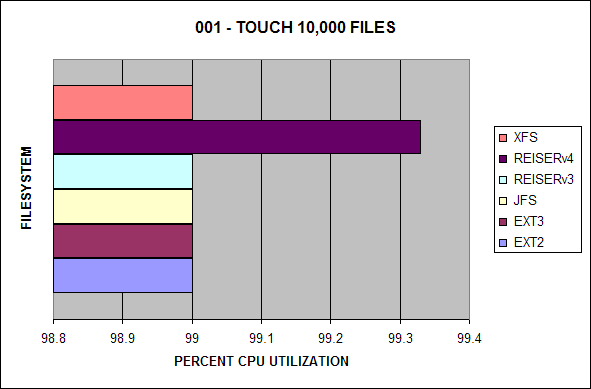 001 - TOUCH 10,000 FILES
FILESYSTEM
XFS
REISERv4
REISERv3
JFS
EXT3
EXT2
98.8 98.9 99 99.1 99.2 99.3 99.4
PERCENT CPU UTILIZATION